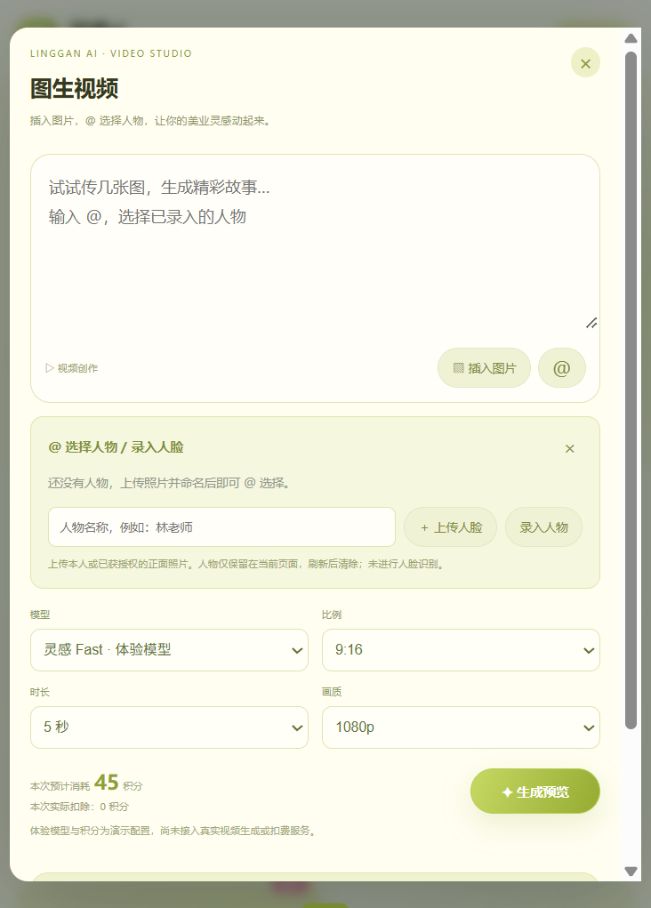 LINGGAN AI · VIDEO STUDIO
图生视频
插入图片，@ 选择人物，让你的美业灵感动起来。
试试传几张图，生成精彩故事...
输入 @，选择已录入的人物
▷ 视频创作
▧ 插入图片
@
@ 选择人物 / 录入人脸
×
还没有人物，上传照片并命名后即可 @ 选择。
人物名称，例如：林老师
+ 上传人脸
录入人物
上传本人或已获授权的正面照片。人物仅保留在当前页面，刷新后清除；未进行人脸识别。
模型
比例
灵感 Fast · 体验模型
9:16
时长
画质
5 秒
1080p
本次预计消耗 45 积分
本次实际扣除：0 积分
✦ 生成预览
体验模型与积分为演示配置，尚未接入真实视频生成或扣费服务。